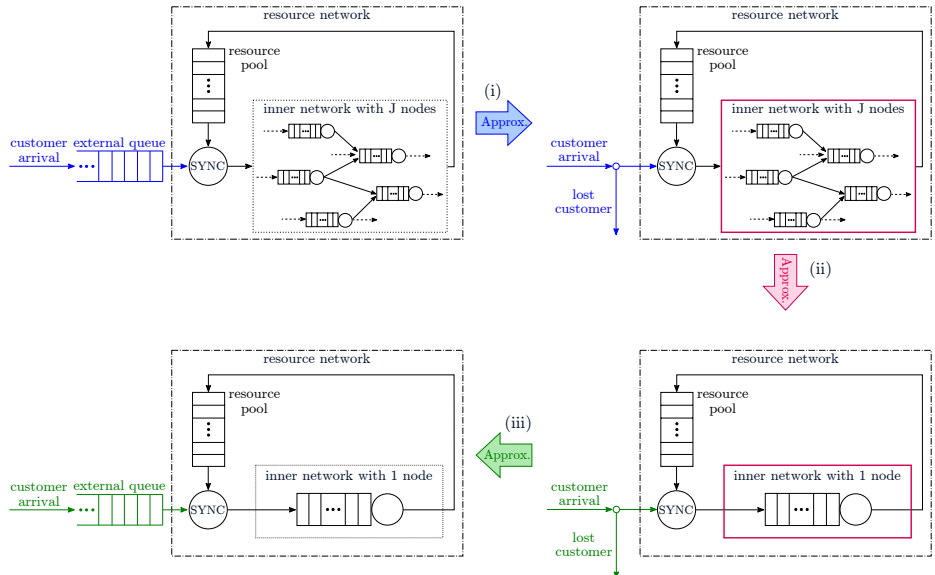 resource network
resource
pool
inner network with J nodes
customer
arrival
external queue
SYNC
(i)
Approx.
resource network
resource
pool
inner network with J nodes
customer
arrival
SYNC
lost
customer
(ii)
Approx.
resource network
resource
pool
inner network with 1 node
customer
arrival
external queue
SYNC
(iii)
Approx.
resource network
resource
pool
inner network with 1 node
customer
arrival
SYNC
lost
customer